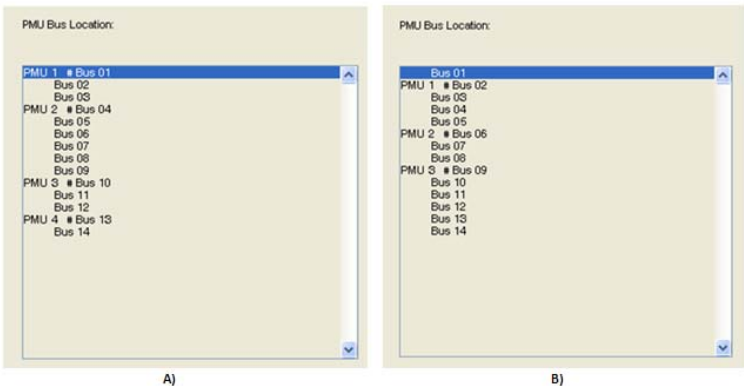 PMU Bus Location:
PMU 1 # Bus 01
Bus 02
Bus 03
PMU 2 # Bus 04
Bus 05
Bus 06
Bus 07
Bus 08
Bus 09
PMU 3 # Bus 10
Bus 11
Bus 12
PMU 4 # Bus 13
Bus 14
A)
PMU Bus Location:
Bus 01
PMU 1 # Bus 02
Bus 03
Bus 04
Bus 05
PMU 2 # Bus 06
Bus 07
Bus 08
PMU 3 # Bus 09
Bus 10
Bus 11
Bus 12
Bus 13
Bus 14
B)